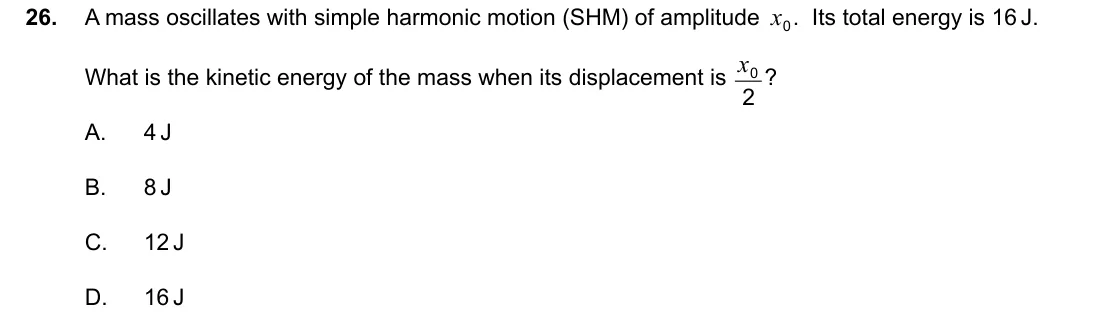 26. A mass oscillates with simple harmonic motion (SHM) of amplitude x₀. Its total energy is 16 J.
What is the kinetic energy of the mass when its displacement is x₀/2?
A. 4 J
B. 8 J
C. 12 J
D. 16 J